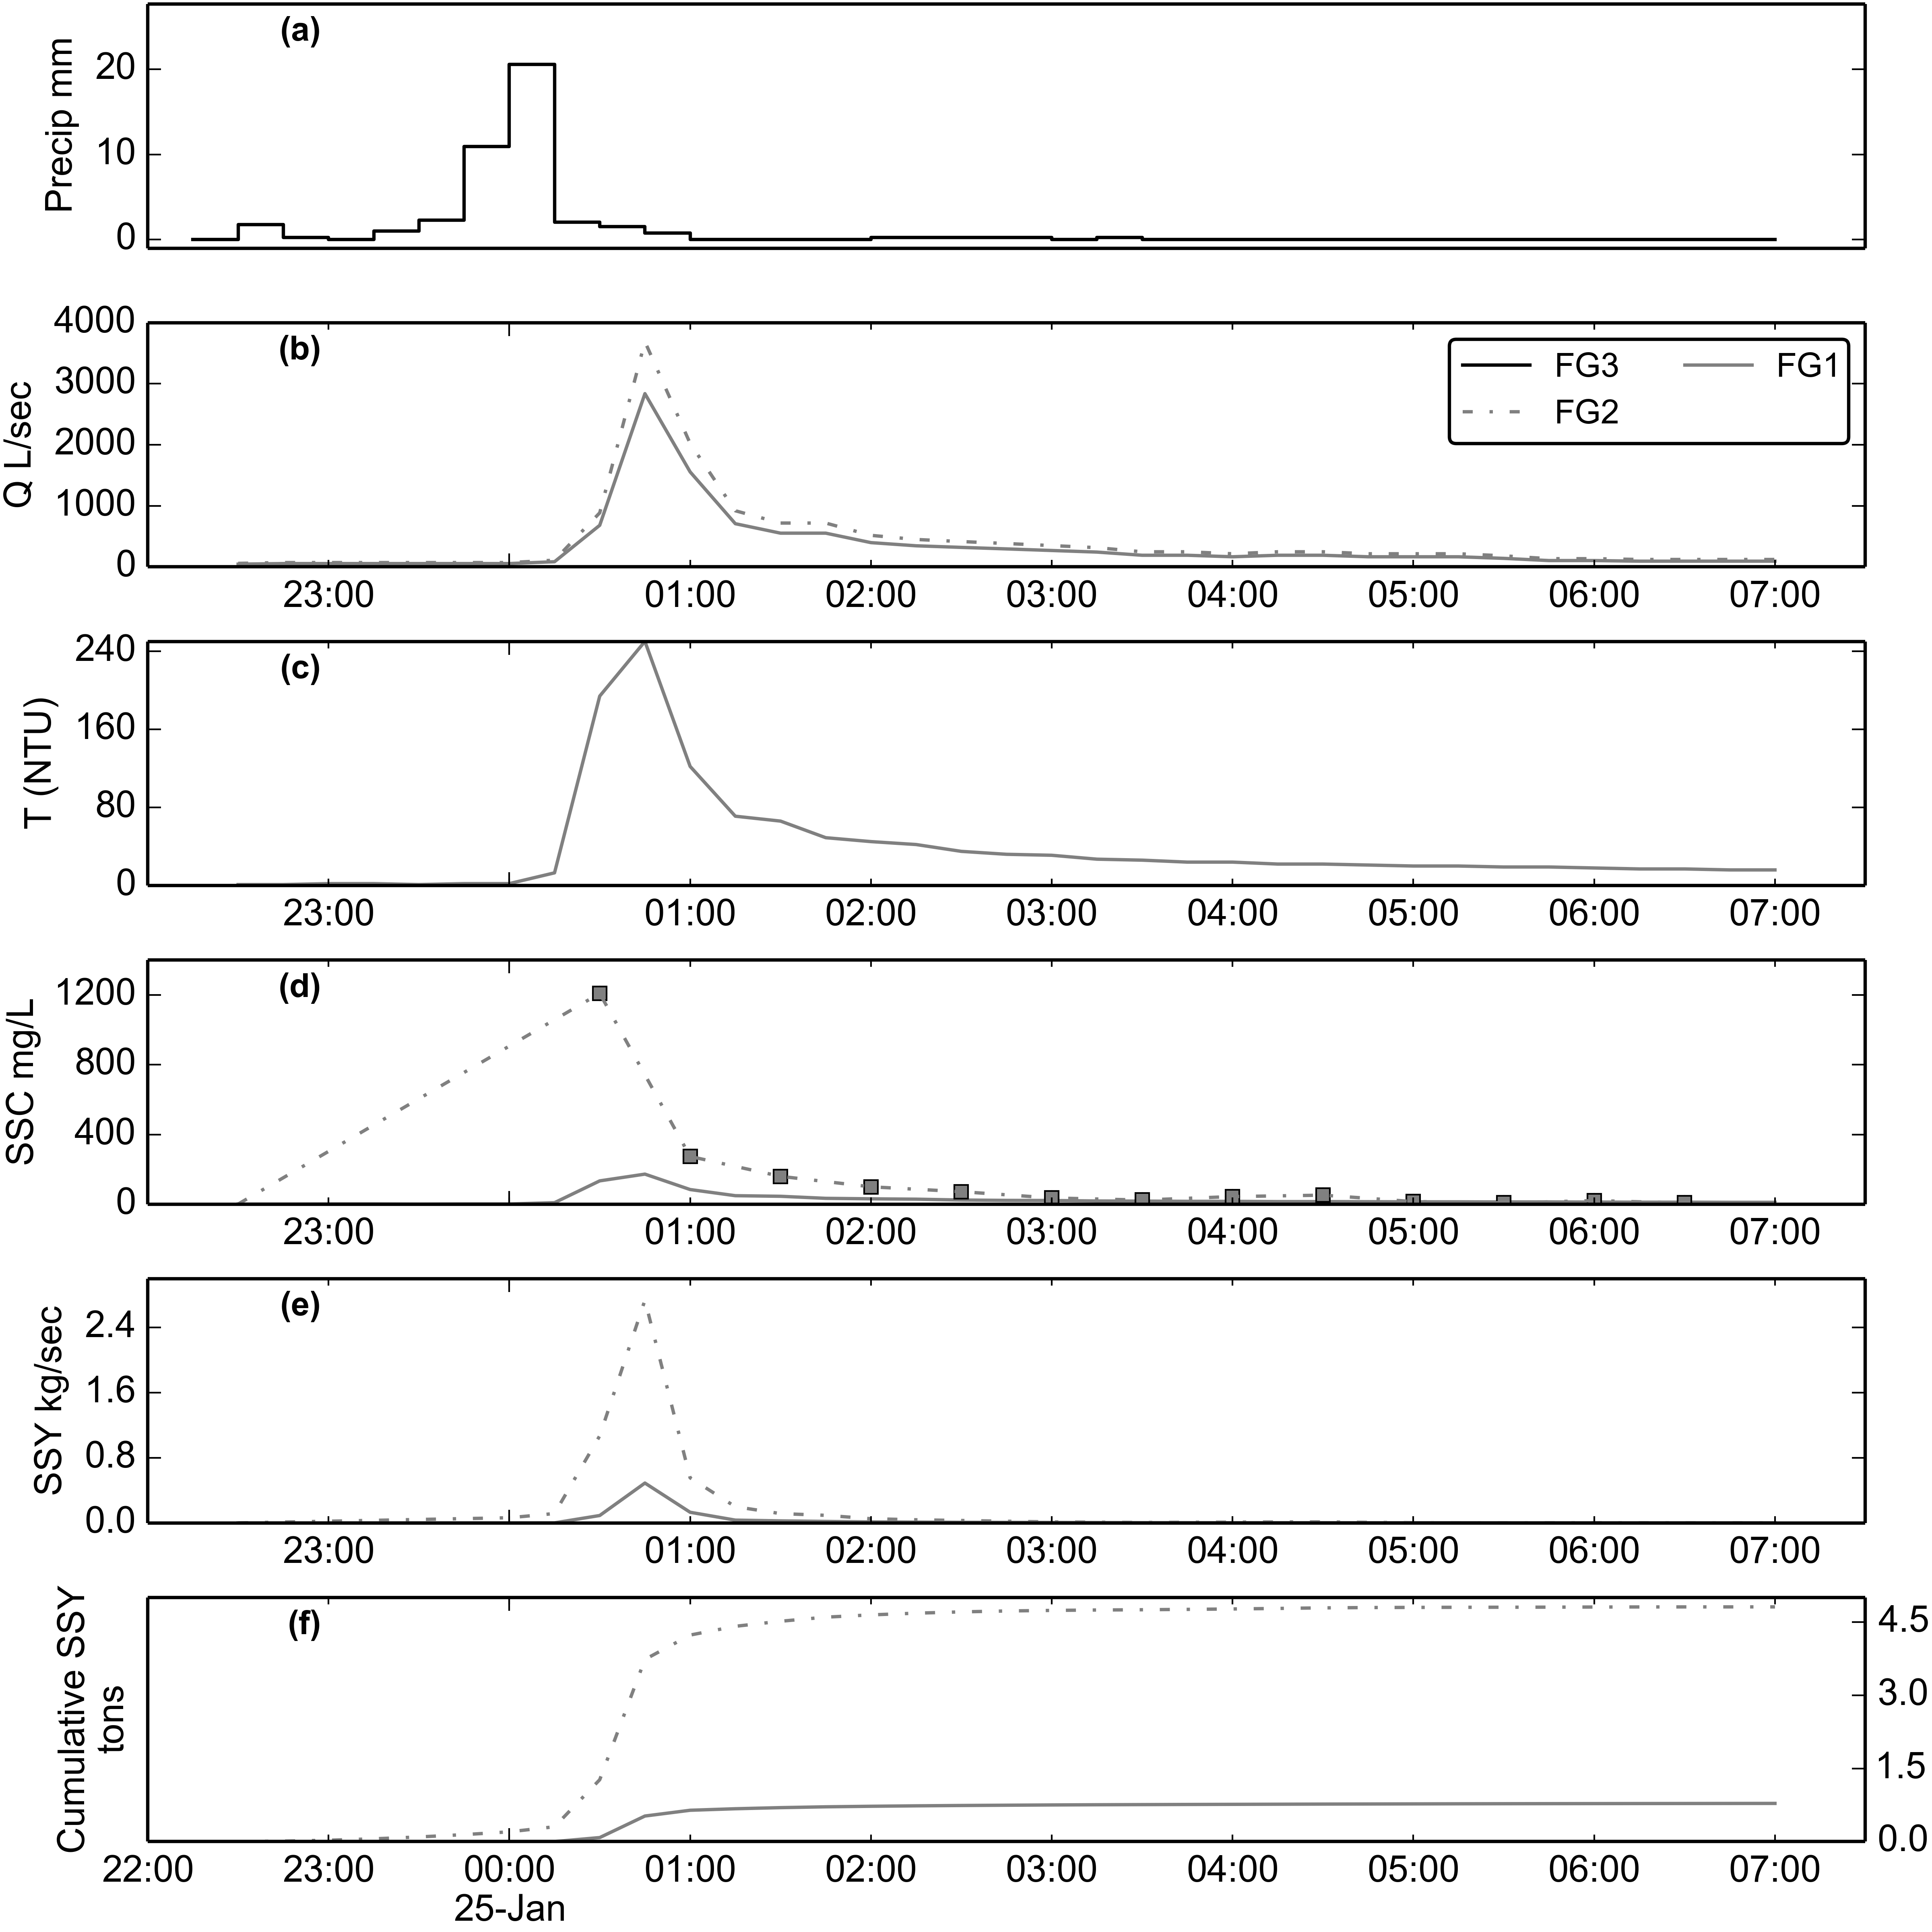 (a)
Precip mm
20
10
0
(b)
Q L/sec
4000
3000
2000
1000
0
FG3 FG1
FG2
23:00 01:00 02:00 03:00 04:00 05:00 06:00 07:00
(c)
T (NTU)
240
160
80
0
23:00 01:00 02:00 03:00 04:00 05:00 06:00 07:00
(d)
SSC mg/L
1200
800
400
0
23:00 01:00 02:00 03:00 04:00 05:00 06:00 07:00
(e)
SSY kg/sec
2.4
1.6
0.8
0.0
23:00 01:00 02:00 03:00 04:00 05:00 06:00 07:00
(f)
Cumulative SSY
tons
4.5
3.0
1.5
0.0
22:00 23:00 00:00 01:00 02:00 03:00 04:00 05:00 06:00 07:00
25-Jan